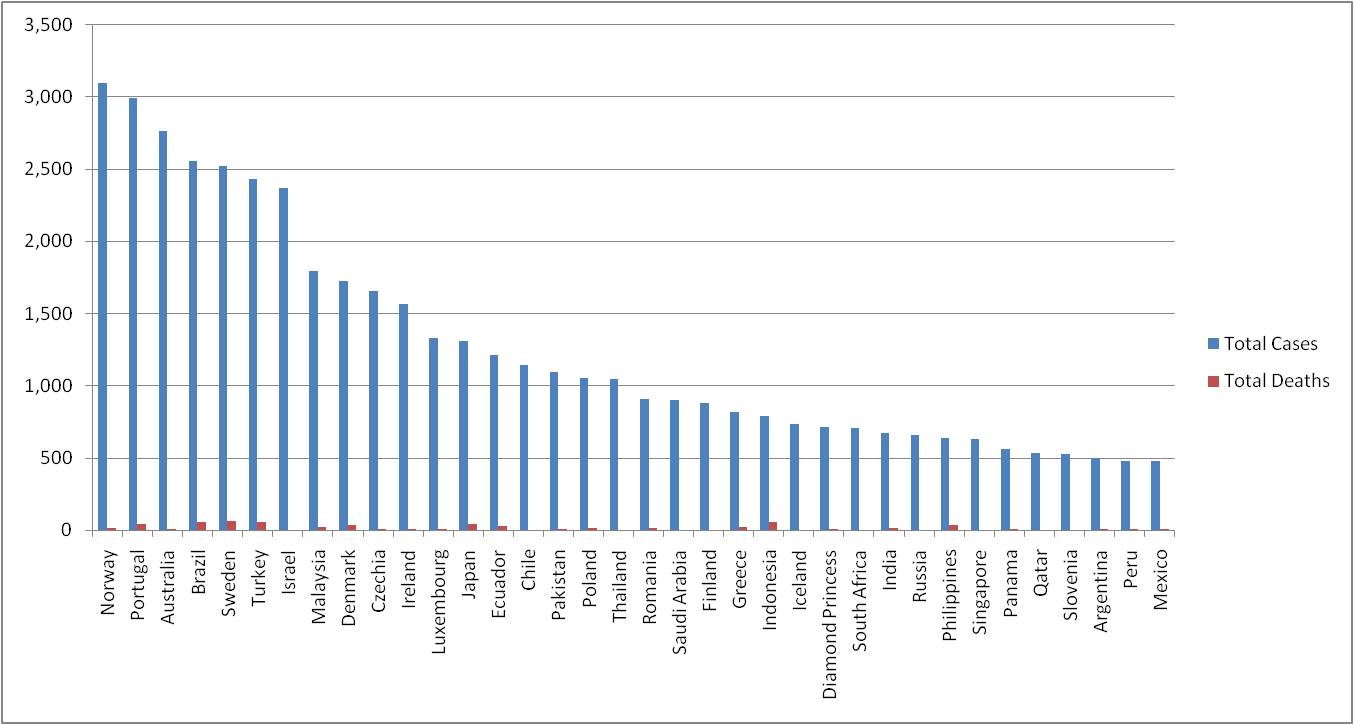 3,500
3,000
2,500
2,000
1,500
1,000
500
0
Norway
Portugal
Australia
Brazil
Sweden
Turkey
Israel
Malaysia
Denmark
Czechia
Ireland
Luxembourg
Japan
Ecuador
Chile
Pakistan
Poland
Thailand
Romania
Saudi Arabia
Finland
Greece
Indonesia
Iceland
Diamond Princess
South Africa
India
Russia
Philippines
Singapore
Panama
Qatar
Slovenia
Argentina
Peru
Mexico
Total Cases
Total Deaths